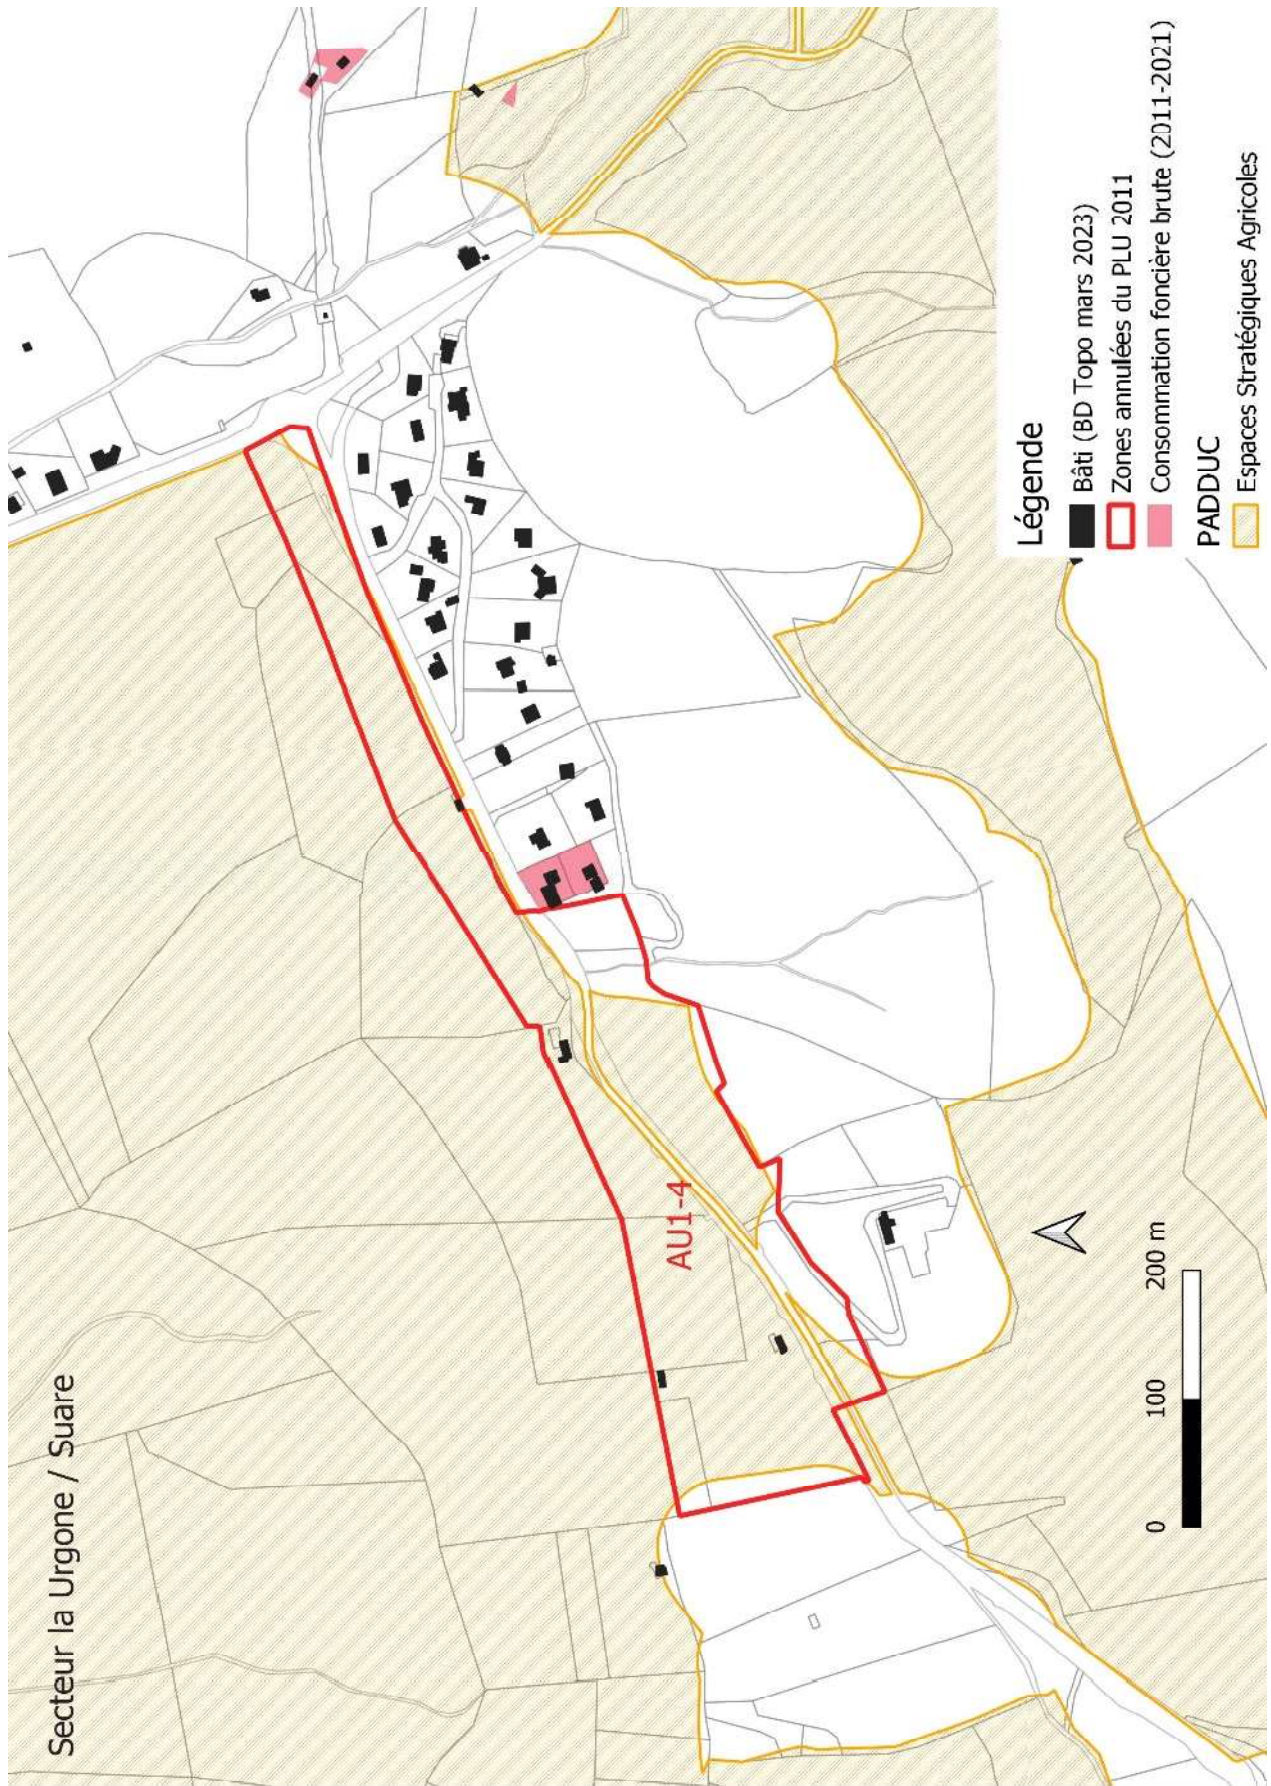 Secteur la Urgone / Suare
AU1-4
0 100 200 m
Légende
Bâti (BD Topo mars 2023)
Zones annulées du PLU 2011
Consommation foncière brute (2011-2021)
PADDUC
Espaces Stratégiques Agricoles